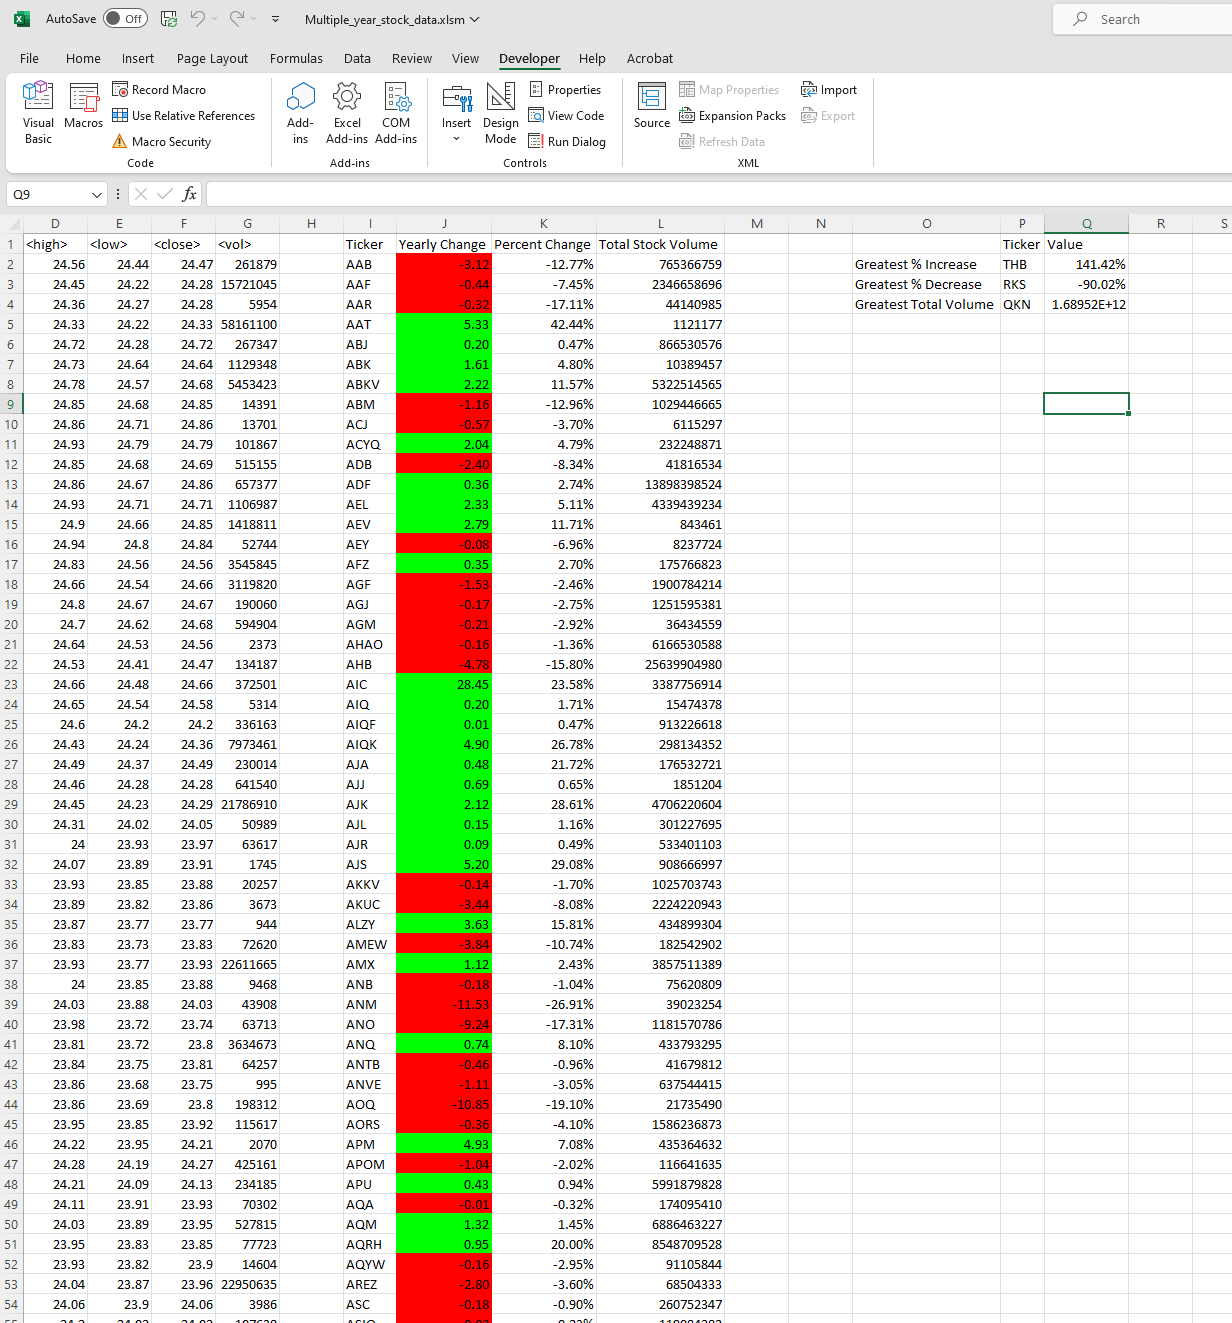 AutoSave Off Multiple_year_stock_data.xlsm Search
File Home Insert Page Layout Formulas Data Review View Developer Help Acrobat
Visual Basic Macros Record Macro Use Relative References Macro Security Code
Add-ins Excel Add-ins COM Add-ins Add-ins
Insert Design Mode Properties View Code Run Dialog Controls
Source Map Properties Expansion Packs Refresh Data Import Export XML
Q9 fx
D E F G H I J K L M N O P Q R S
1 <high> <low> <close> <vol> Ticker Yearly Change Percent Change Total Stock Volume Ticker Value
2 24.56 24.44 24.47 261879 AAB -3.12 -12.77% 765366759 Greatest % Increase THB 141.42%
3 24.45 24.22 24.28 15721045 AAF -0.44 -7.45% 2346658696 Greatest % Decrease RKS -90.02%
4 24.36 24.27 24.28 5954 AAR -0.32 -17.11% 44140985 Greatest Total Volume QKN 1.68952E+12
5 24.33 24.22 24.33 58161100 AAT 5.33 42.44% 1121177
6 24.72 24.28 24.72 267347 ABJ 0.20 0.47% 866530576
7 24.73 24.64 24.64 1129348 ABK 1.61 4.80% 10389457
8 24.78 24.57 24.68 5453423 ABKV 2.22 11.57% 5322514565
9 24.85 24.68 24.85 14391 ABM -1.16 -12.96% 1029446665
10 24.86 24.71 24.86 13701 ACJ -0.57 -3.70% 6115297
11 24.93 24.79 24.79 101867 ACYQ 2.04 4.79% 232248871
12 24.85 24.68 24.69 515155 ADB -2.40 -8.34% 41816534
13 24.86 24.67 24.86 657377 ADF 0.36 2.74% 13898398524
14 24.93 24.71 24.71 1106987 AEL 2.33 5.11% 4339439234
15 24.9 24.66 24.85 1418811 AEV 2.79 11.71% 843461
16 24.94 24.8 24.84 52744 AEY -0.08 -6.96% 8237724
17 24.83 24.56 24.56 3545845 AFZ 0.35 2.70% 175766823
18 24.66 24.54 24.66 3119820 AGF -1.53 -2.46% 1900784214
19 24.8 24.67 24.67 190060 AGJ -0.17 -2.75% 1251595381
20 24.7 24.62 24.68 594904 AGM -0.21 -2.92% 36434559
21 24.64 24.53 24.56 2373 AHAO -0.16 -1.36% 6166530588
22 24.53 24.41 24.47 134187 AHB -4.78 -15.80% 25639904980
23 24.66 24.48 24.66 372501 AIC 28.45 23.58% 3387756914
24 24.65 24.54 24.58 5314 AIQ 0.20 1.71% 15474378
25 24.6 24.2 24.2 336163 AIQF 0.01 0.47% 913226618
26 24.43 24.24 24.36 7973461 AIQK 4.90 26.78% 298134352
27 24.49 24.37 24.49 230014 AJA 0.48 21.72% 176532721
28 24.46 24.28 24.28 641540 AJJ 0.69 0.65% 1851204
29 24.45 24.23 24.29 21786910 AJK 2.12 28.61% 4706220604
30 24.31 24.02 24.05 50989 AJL 0.15 1.16% 301227695
31 24 23.93 23.97 63617 AJR 0.09 0.49% 533401103
32 24.07 23.89 23.91 1745 AJS 5.20 29.08% 908666997
33 23.93 23.85 23.88 20257 AKKV -0.14 -1.70% 1025703743
34 23.89 23.82 23.86 3673 AKUC -3.44 -8.08% 2224220943
35 23.87 23.77 23.77 944 ALZY 3.63 15.81% 434899304
36 23.83 23.73 23.83 72620 AMEW -3.84 -10.74% 182542902
37 23.93 23.77 23.93 22611665 AMX 1.12 2.43% 3857511389
38 24 23.85 23.88 9468 ANB -0.18 -1.04% 75620809
39 24.03 23.88 24.03 43908 ANM -11.53 -26.91% 39023254
40 23.98 23.72 23.74 63713 ANO -9.24 -17.31% 1181570786
41 23.81 23.72 23.8 3634673 ANQ 0.74 8.10% 433793295
42 23.84 23.75 23.81 64257 ANTB -0.46 -0.96% 41679812
43 23.86 23.68 23.75 995 ANVE -1.11 -3.05% 637544415
44 23.86 23.69 23.8 198312 AOQ -10.85 -19.10% 21735490
45 23.95 23.85 23.92 115617 AORS -0.36 -4.10% 1586236873
46 24.22 23.95 24.21 2070 APM 4.93 7.08% 435364632
47 24.28 24.19 24.27 425161 APOM -1.04 -2.02% 116641635
48 24.21 24.09 24.13 234185 APU 0.43 0.94% 5991879828
49 24.11 23.91 23.93 70302 AQA -0.01 -0.32% 174095410
50 24.03 23.89 23.95 527815 AQM 1.32 1.45% 6886463227
51 23.95 23.83 23.85 77723 AQRH 0.95 20.00% 8548709528
52 23.93 23.82 23.9 14604 AQYW -0.16 -2.95% 91105844
53 24.04 23.87 23.96 22950635 AREZ -2.80 -3.60% 68504333
54 24.06 23.9 24.06 3986 ASC -0.18 -0.90% 260752347